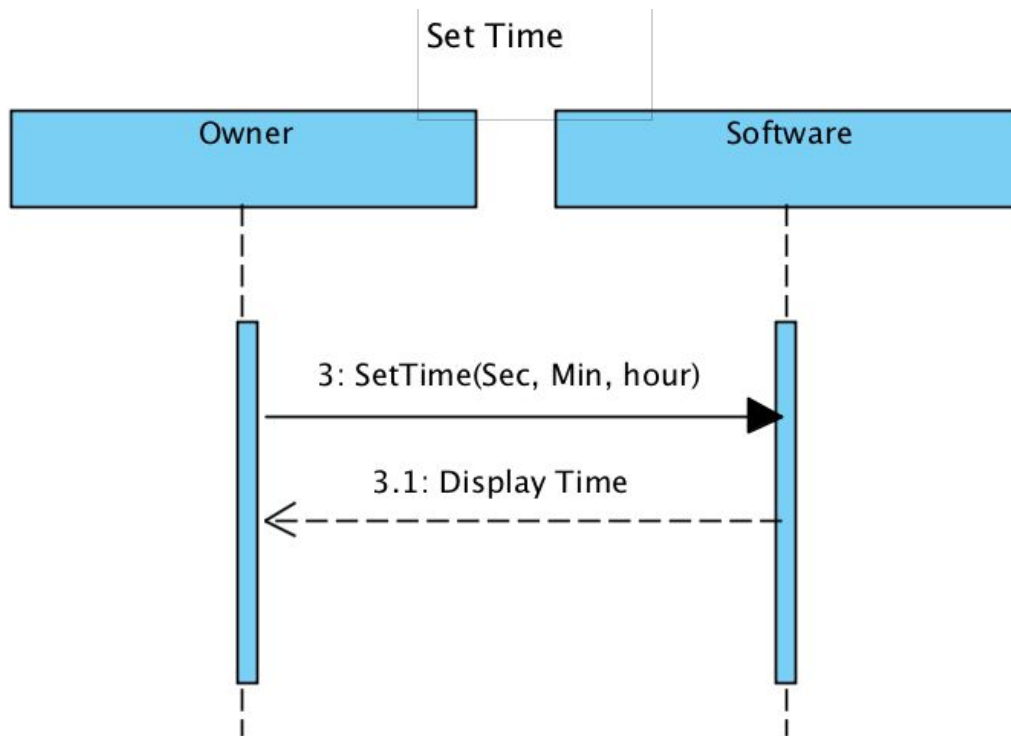 Set Time
Owner
Software
3: SetTime(Sec, Min, hour)
3.1: Display Time